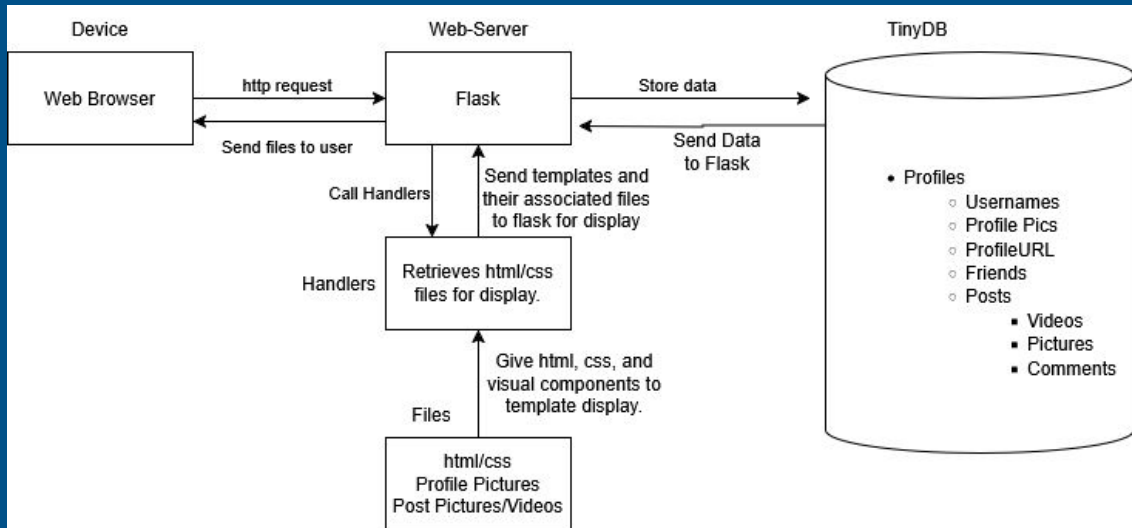 Device
Web-Server
TinyDB
Web Browser
http request
Send files to user
Flask
Store data
Send Data
to Flask
Call Handlers
Send templates and
their associated files
to flask for display
Handlers
Retrieves html/css
files for display.
Give html, css, and
visual components to
template display.
Files
html/css
Profile Pictures
Post Pictures/Videos
Profiles
Usernames
Profile Pics
ProfileURL
Friends
Posts
Videos
Pictures
Comments